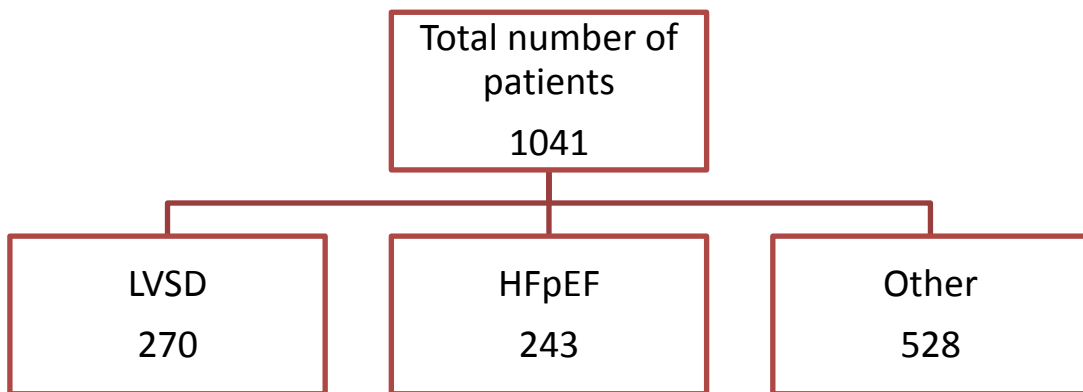 Total number of
patients
1041
LVSD
270
HFpEF
243
Other
528